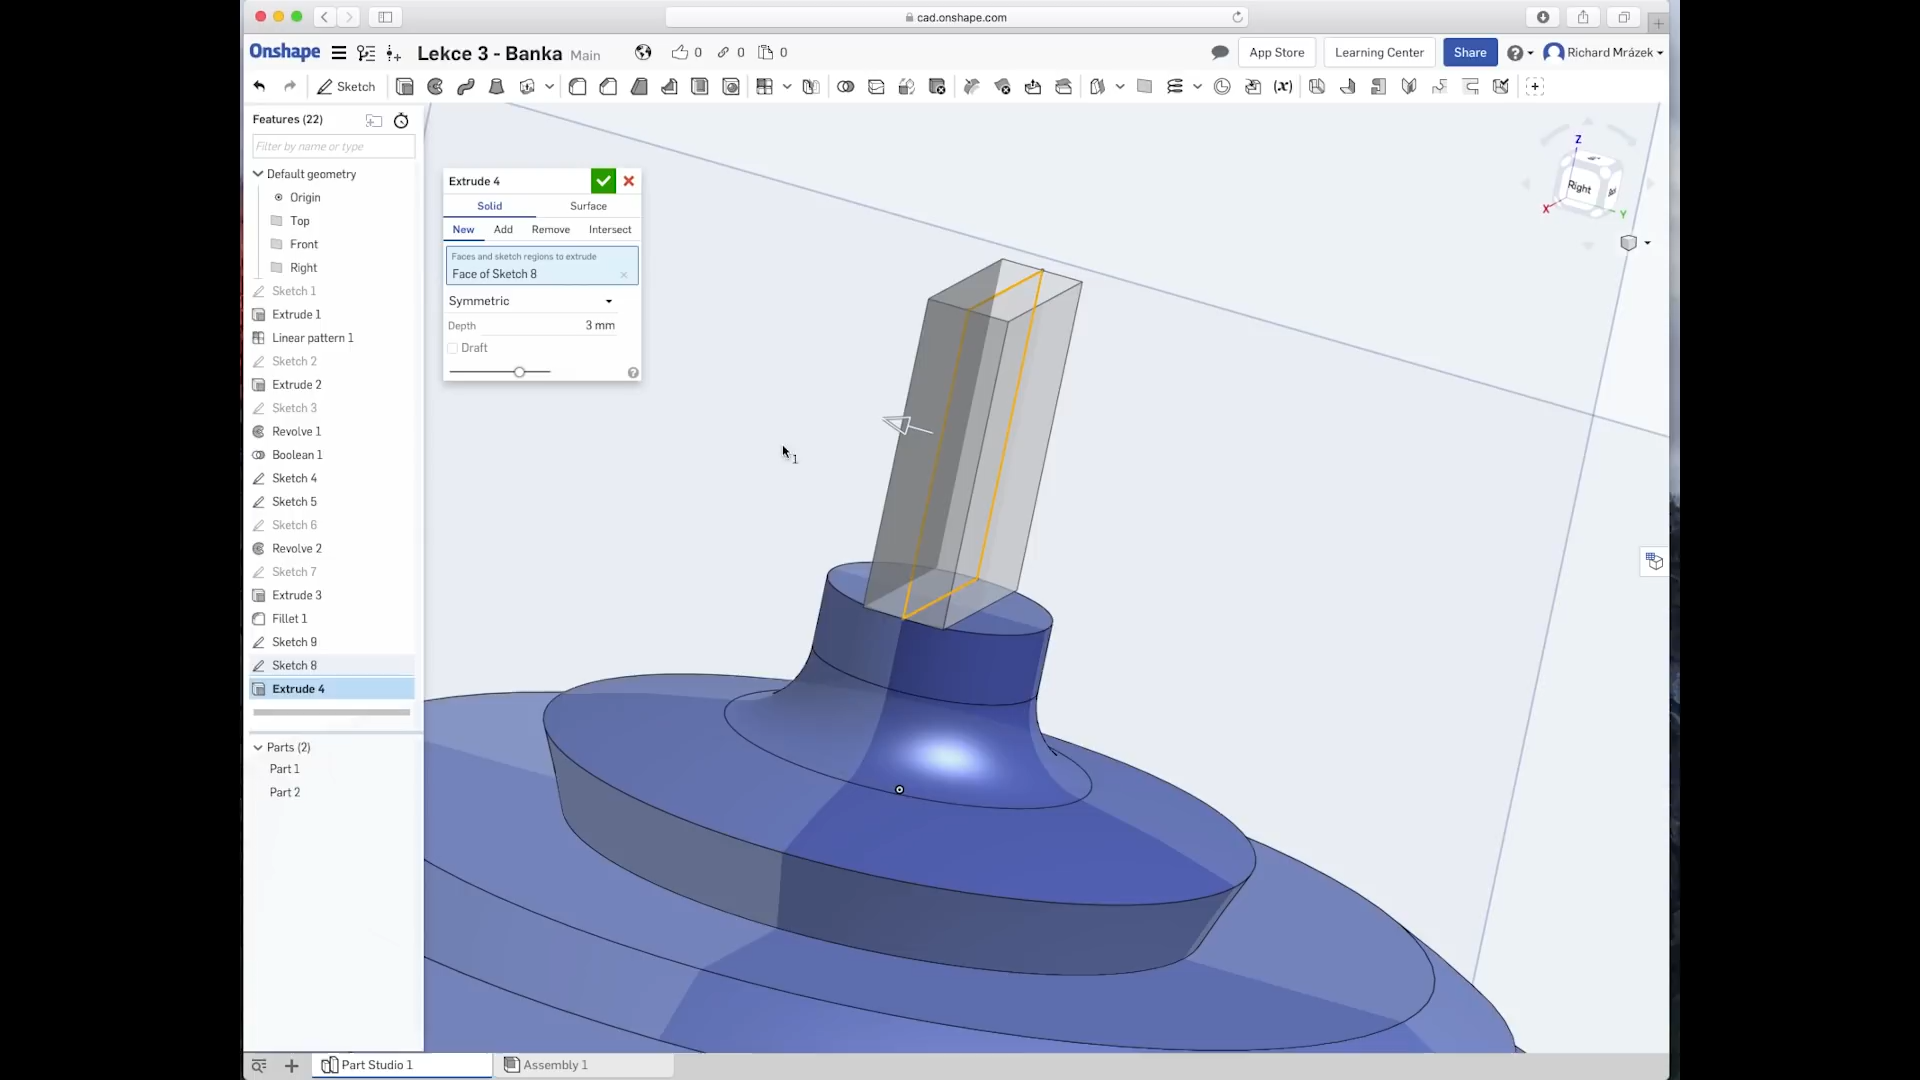 cad.onshape.com
Onshape
Lekce 3 - Banka Main
0
0
0
App Store
Learning Center
Share
Richard Mrázek
Sketch
(x)
Features (22)
Filter by name or type
Default geometry
Origin
Top
Front
Right
Sketch 1
Extrude 1
Linear pattern 1
Sketch 2
Extrude 2
Sketch 3
Revolve 1
Boolean 1
Sketch 4
Sketch 5
Sketch 6
Revolve 2
Sketch 7
Extrude 3
Fillet 1
Sketch 9
Sketch 8
Extrude 4
Parts (2)
Part 1
Part 2
Extrude 4
Solid Surface
New Add Remove Intersect
Faces and sketch regions to extrude
Face of Sketch 8
Symmetric
Depth 3 mm
Draft
1
Z
Right
X
Y
Part Studio 1
Assembly 1